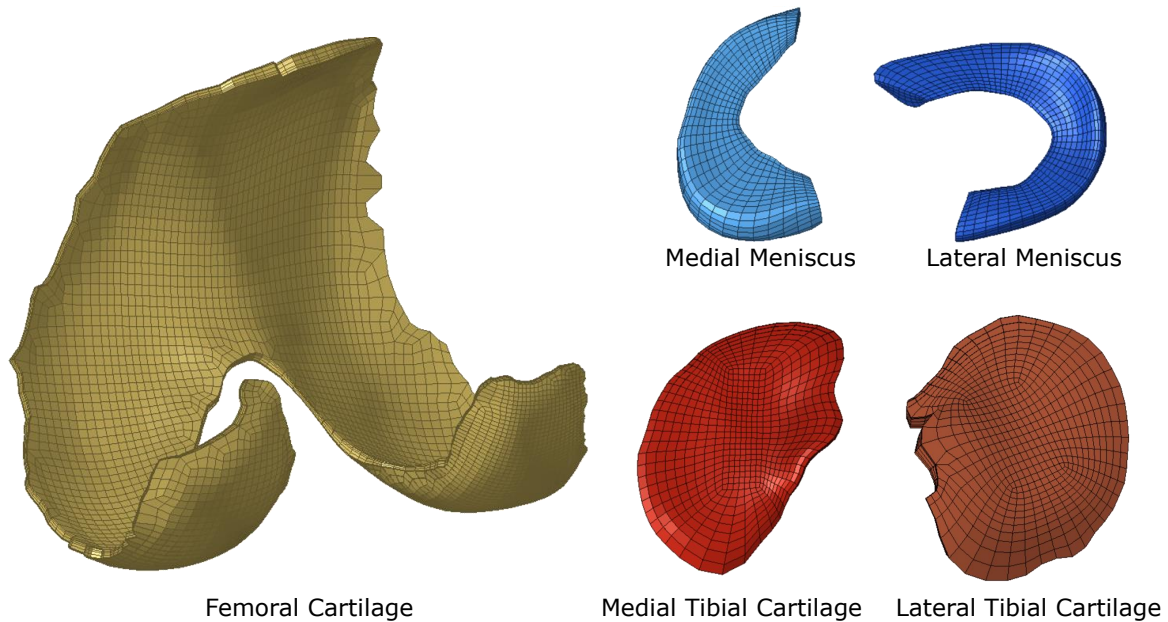 Medial Meniscus
Lateral Meniscus
Femoral Cartilage
Medial Tibial Cartilage
Lateral Tibial Cartilage